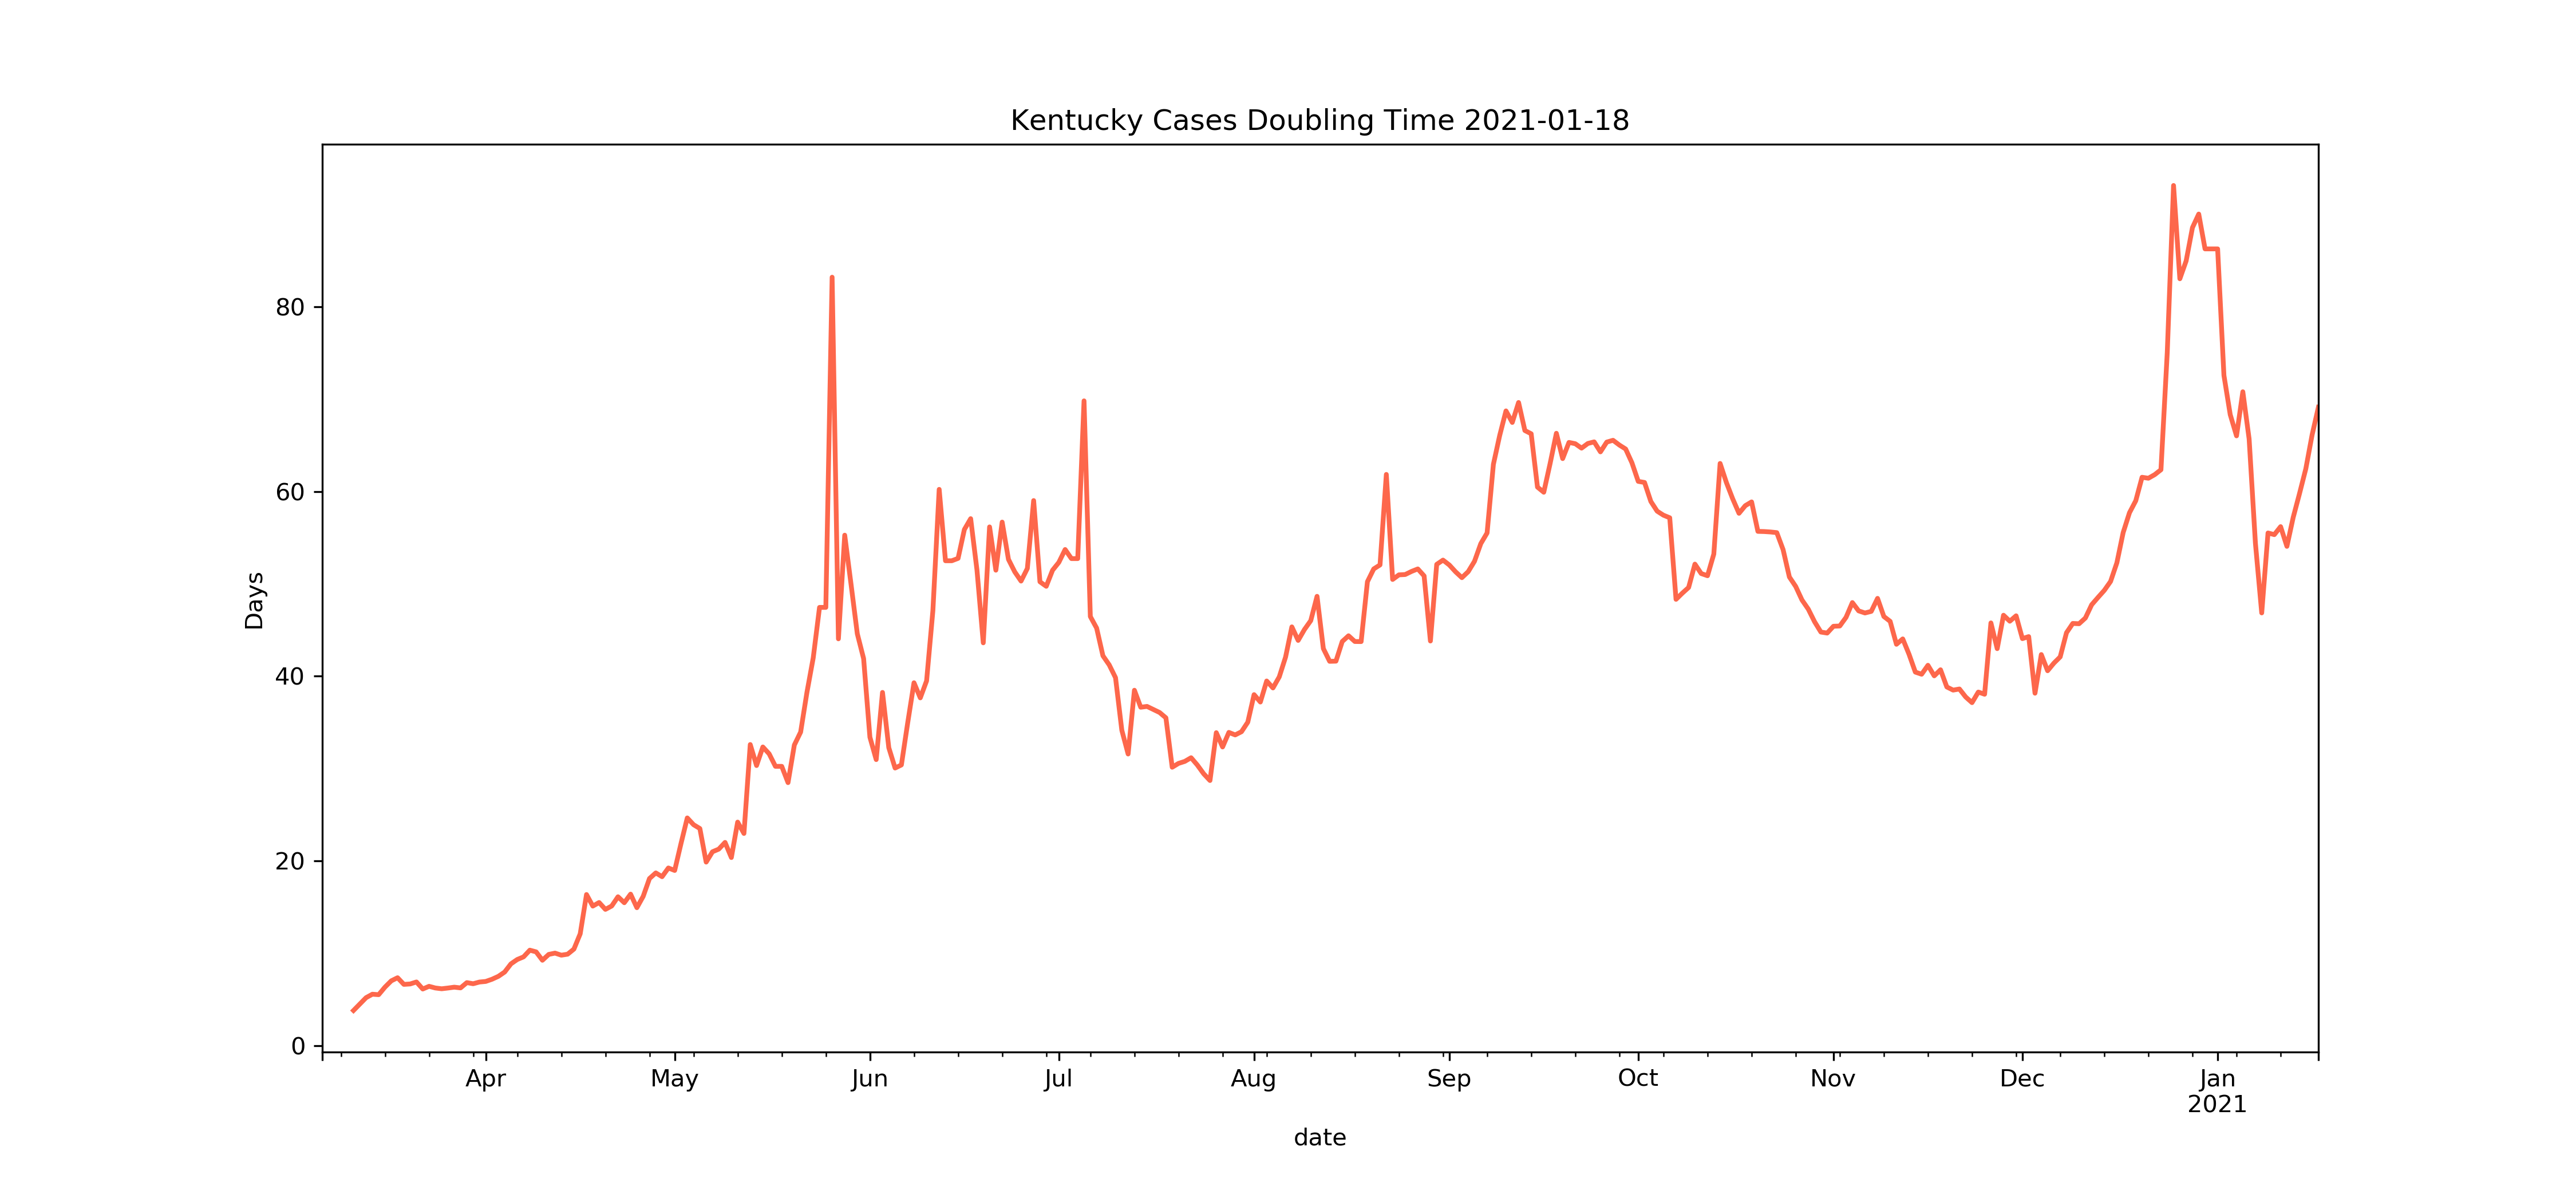 Kentucky Cases Doubling Time 2021-01-18
Days
80
60
40
20
0
Apr May Jun Jul Aug Sep Oct Nov Dec Jan
2021
date